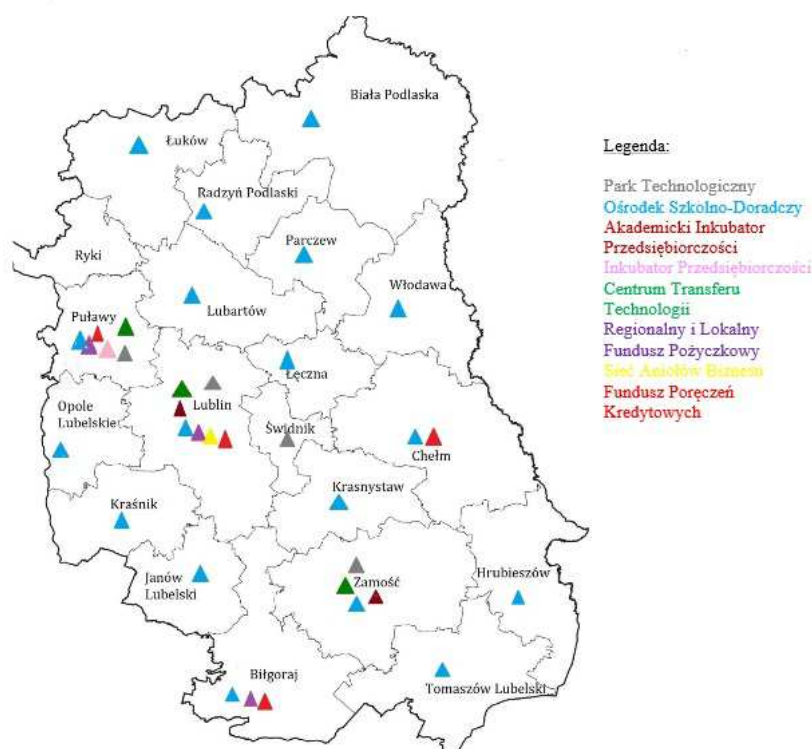 Biała Podlaska
Łuków
Radzyń Podlaski
Parczew
Ryki
Włodawa
Lubartów
Puławy
Łęczna
Lublin
Opole
Lubelskie
Świdnik
Chełm
Krasnystaw
Kraśnik
Janów
Lubelski
Zamość
Hrubieszów
Biłgoraj
Tomaszów Lubelski
Legenda:
Park Technologiczny
Ośrodek Szkolno-Doradczy
Akademicki Inkubator
Przedsiębiorczości
Inkubator Przedsiębiorczości
Centrum Transferu
Technologii
Regionalny i Lokalny
Fundusz Pożyczkowy
Sieć Aniołów Biznesu
Fundusz Poręczeń
Kredytowych